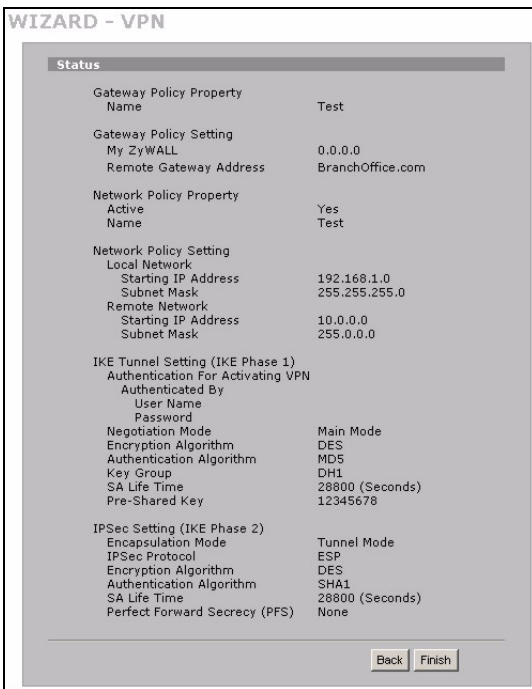 WIZARD - VPN
Status
Gateway Policy Property
Name Test
Gateway Policy Setting
My ZyWALL 0.0.0.0
Remote Gateway Address BranchOffice.com
Network Policy Property
Active Yes
Name Test
Network Policy Setting
Local Network
Starting IP Address 192.168.1.0
Subnet Mask 255.255.255.0
Remote Network
Starting IP Address 10.0.0.0
Subnet Mask 255.0.0.0
IKE Tunnel Setting (IKE Phase 1)
Authentication For Activating VPN
Authenticated By
User Name
Password
Negotiation Mode Main Mode
Encryption Algorithm DES
Authentication Algorithm MD5
Key Group DH1
SA Life Time 28800 (Seconds)
Pre-Shared Key 12345678
IPSec Setting (IKE Phase 2)
Encapsulation Mode Tunnel Mode
IPSec Protocol ESP
Encryption Algorithm DES
Authentication Algorithm SHA1
SA Life Time 28800 (Seconds)
Perfect Forward Secrecy (PFS) None
Back Finish